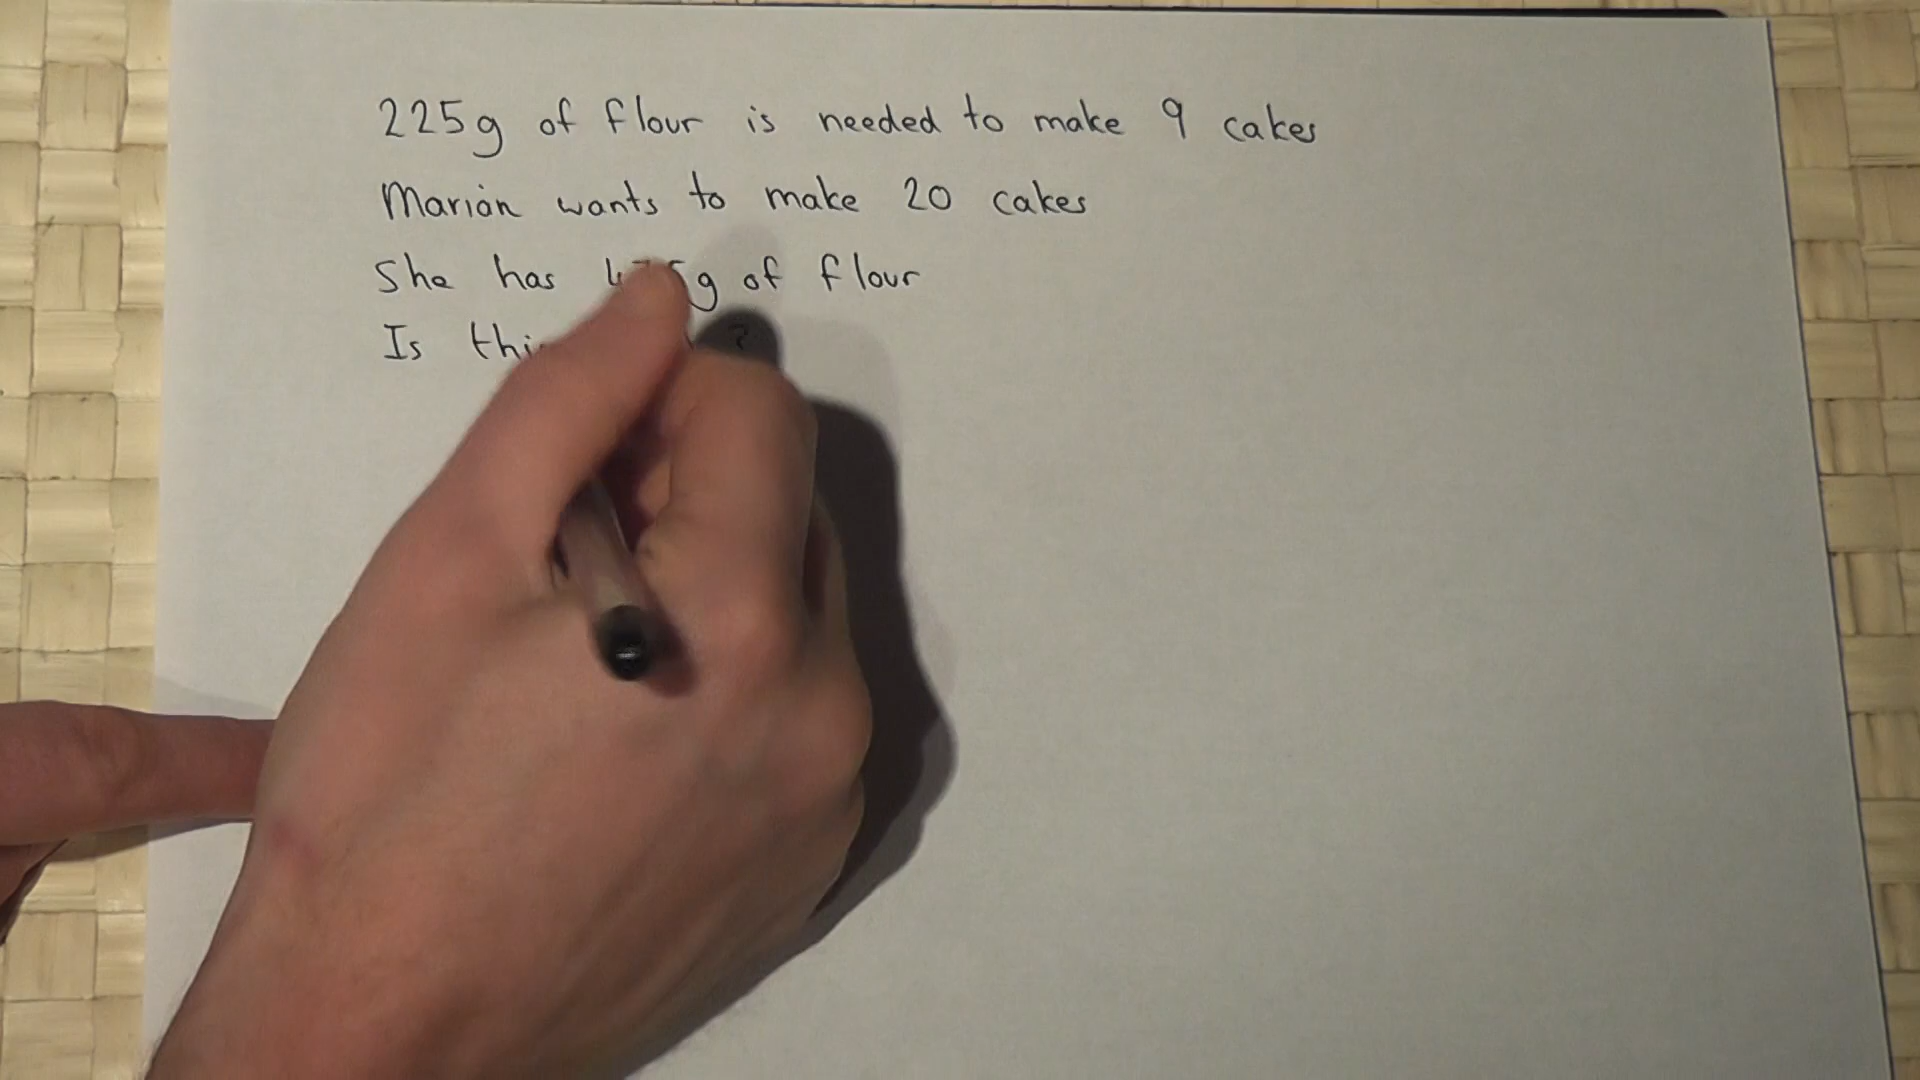 225g of flour is needed to make 9 cakes
Marion wants to make 20 cakes
She has g of flour
Is ?